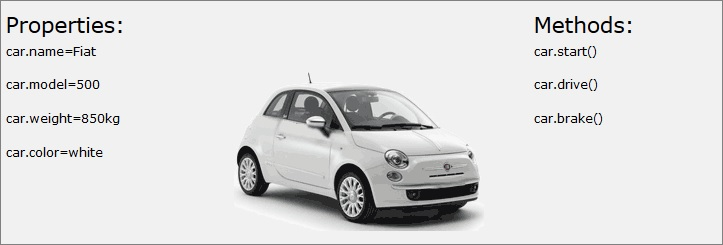 Properties:
car.name=Fiat
car.model=500
car.weight=850kg
car.color=white
Methods:
car.start()
car.drive()
car.brake()